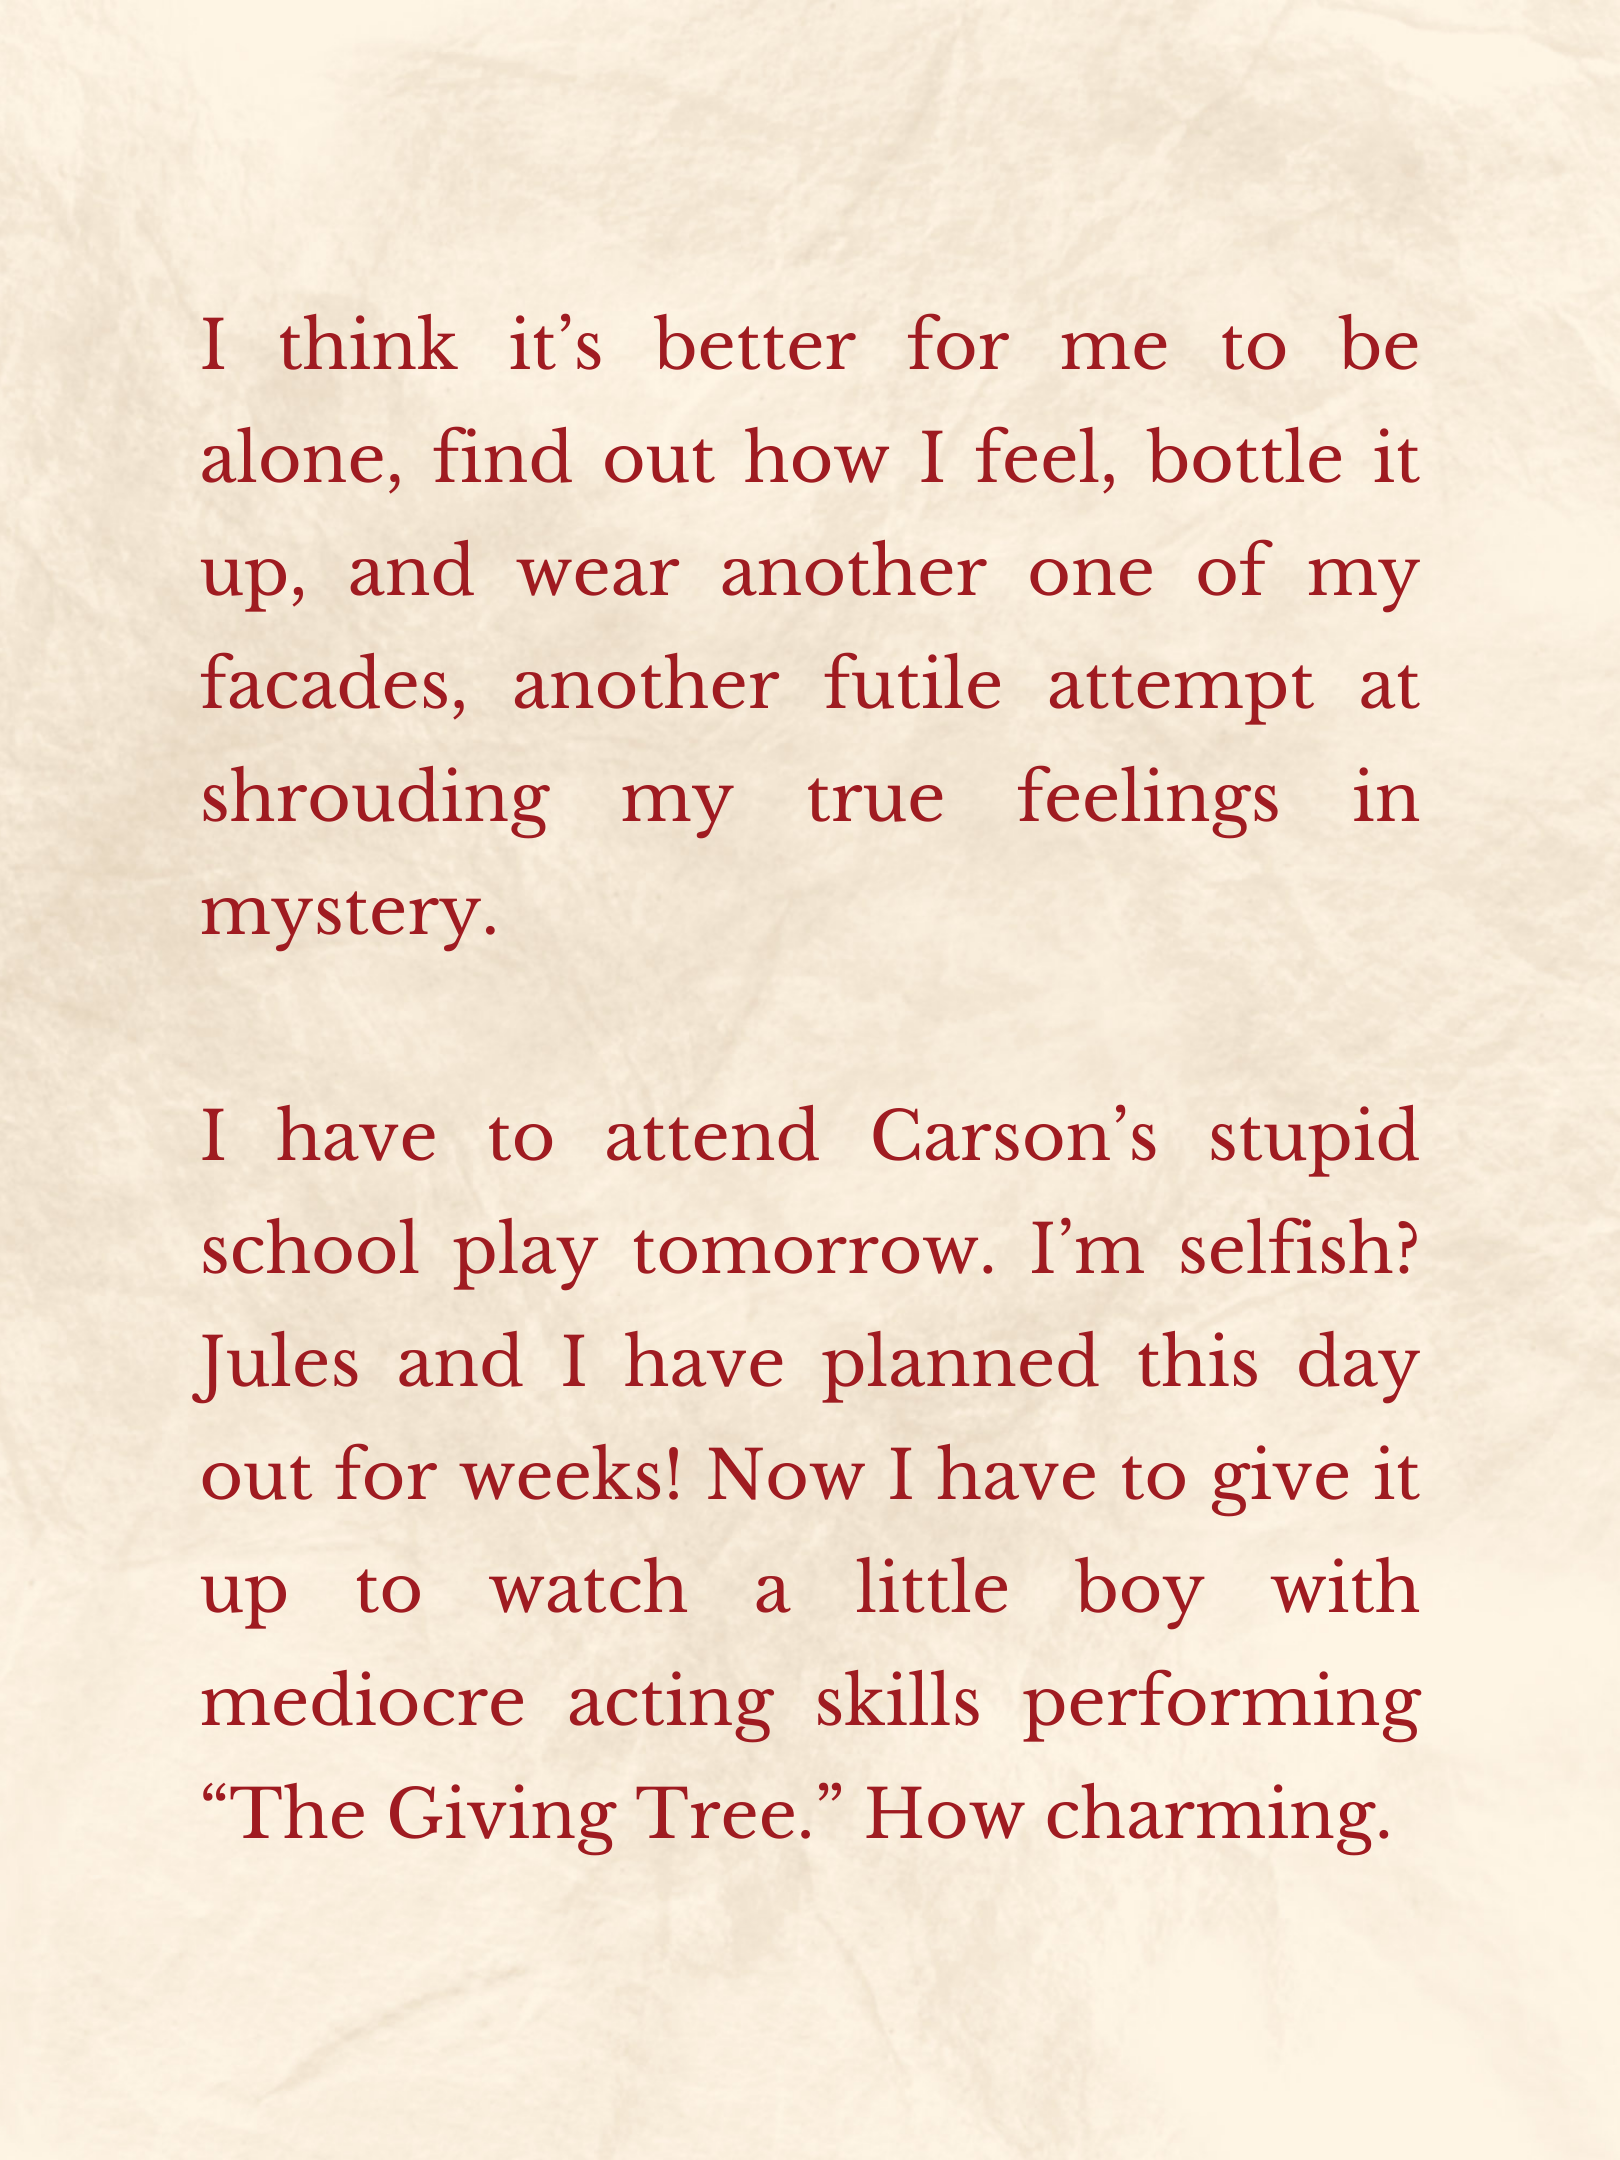 I think it’s better for me to be
alone, find out how I feel, bottle it
up, and wear another one of my
facades, another futile attempt at
shrouding my true feelings in
mystery.
I have to attend Carson’s stupid
school play tomorrow. I’m selfish?
Jules and I have planned this day
out for weeks! Now I have to give it
up to watch a little boy with
mediocre acting skills performing
“The Giving Tree.” How charming.